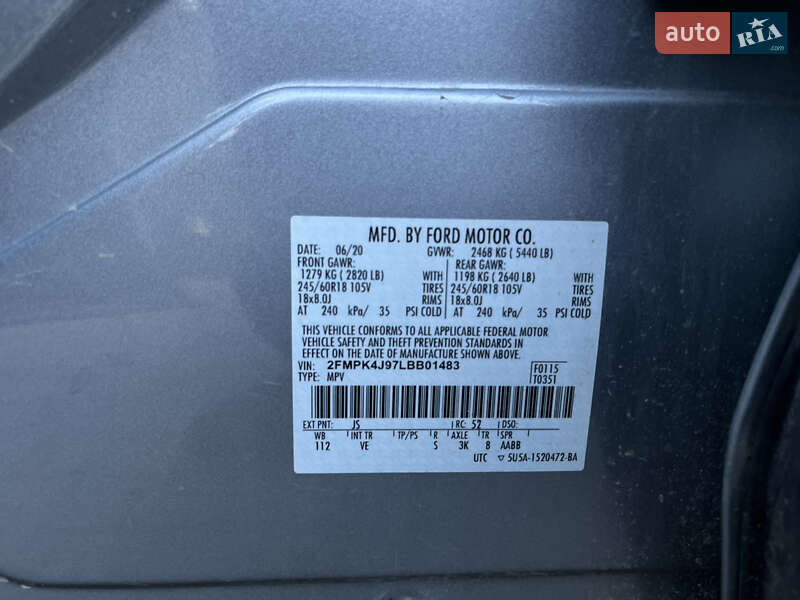 auto RIA .com
MFD. BY FORD MOTOR CO.
DATE: 06/20 GVWR: 2468 KG ( 5440 LB)
FRONT GAWR: REAR GAWR:
1279 KG ( 2820 LB) WITH 1198 KG ( 2640 LB) WITH
245/60R18 105V TIRES 245/60R18 105V TIRES
18x8.0J RIMS 18x8.0J RIMS
AT 240 kPa/ 35 PSI COLD AT 240 kPa/ 35 PSI COLD
THIS VEHICLE CONFORMS TO ALL APPLICABLE FEDERAL MOTOR
VEHICLE SAFETY AND THEFT PREVENTION STANDARDS IN
EFFECT ON THE DATE OF MANUFACTURE SHOWN ABOVE.
VIN: 2FMPK4J97LBB01483 F0115
TYPE: MPV T0351
EXT PNT: JS RC: 52 DSO:
WB INT TR TP/PS R AXLE TR SPR
112 VE S 3K 8 AABB
UTC ▽ 5U5A-1520472-BA